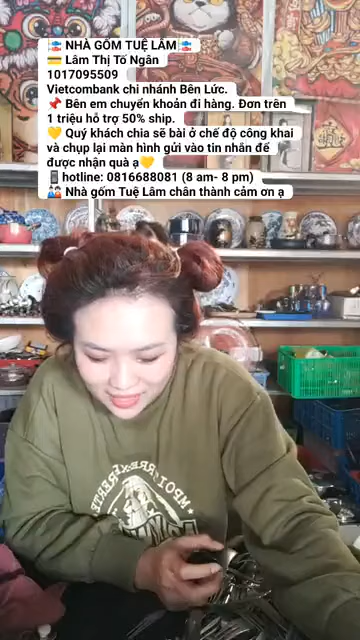 🎏 NHÀ GỐM TUỆ LÂM🎏
💳 Lâm Thị Tố Ngân
1017095509
Vietcombank chi nhánh Bên Lức.
📌 Bên em chuyển khoản đi hàng. Đơn trên
1 triệu hỗ trợ 50% ship.
💛 Quý khách chia sẽ bài ở chế độ công khai
và chụp lại màn hình gửi vào tin nhắn để
được nhận quà ạ💛
📱hotline: 0816688081 (8 am- 8 pm)
Nhà gốm Tuệ Lâm chân thành cảm ơn ạ